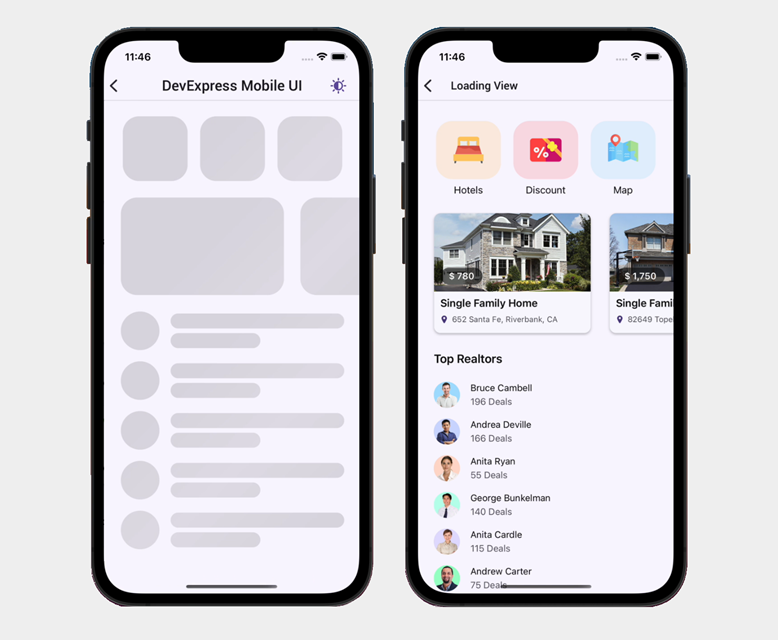 11:46
DevExpress Mobile UI
11:46
Loading View
%
Hotels
Discount
Map
$ 780
$ 1,750
Single Family Home
Single Fami
652 Santa Fe, Riverbank, CA
82649 Tope
Top Realtors
Bruce Cambell
196 Deals
Andrea Deville
166 Deals
Anita Ryan
55 Deals
George Bunkelman
140 Deals
Anita Cardle
115 Deals
Andrew Carter
75 Deals